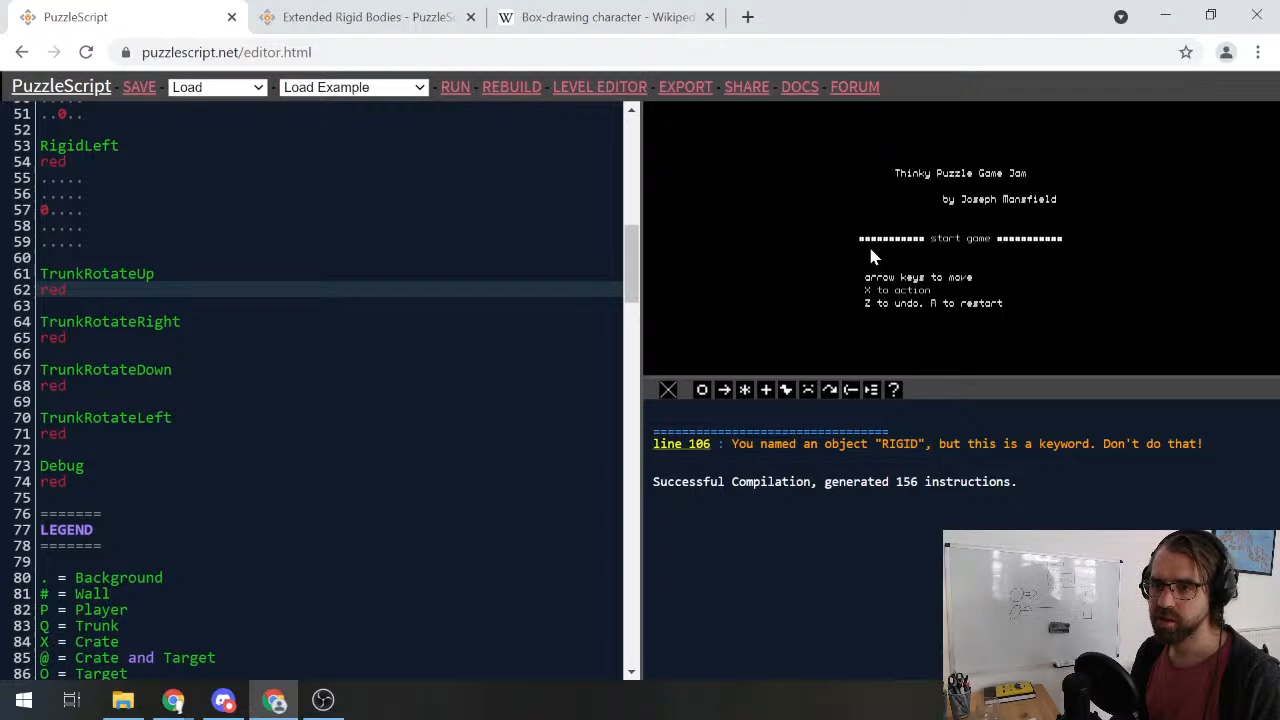 PuzzleScript
Extended Rigid Bodies - PuzzleS
Box-drawing character - Wikiped
puzzlescript.net/editor.html
PuzzleScript - SAVE Load Load Example - RUN - REBUILD - LEVEL EDITOR - EXPORT - SHARE - DOCS - FORUM
51 ..0..
52
53 RigidLeft
54 red
55 .....
56 .....
57 0....
58 .....
59 .....
60
61 TrunkRotateUp
62 red
63
64 TrunkRotateRight
65 red
66
67 TrunkRotateDown
68 red
69
70 TrunkRotateLeft
71 red
72
73 Debug
74 red
75
76 =======
77 LEGEND
78 =======
79
80 . = Background
81 # = Wall
82 P = Player
83 Q = Trunk
84 X = Crate
85 @ = Crate and Target
86 O = Target
Thinky Puzzle Game Jam
by Joseph Mansfield
start game
arrow keys to move
X to action
Z to undo. R to restart
=================================
line 106 : You named an object "RIGID", but this is a keyword. Don't do that!
Successful Compilation, generated 156 instructions.